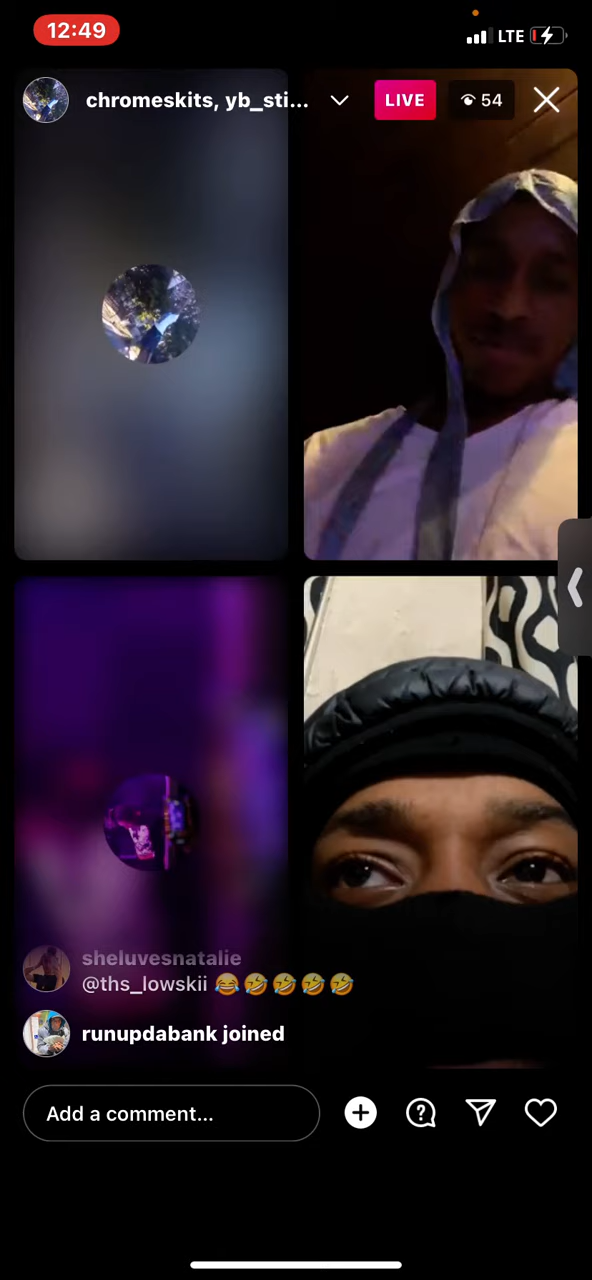 12:49
LTE
chromeskits, yb_sti...
LIVE
54
sheluvesnatalie
@ths_lowskii 😂🤣🤣🤣🤣
runupdabank joined
Add a comment...